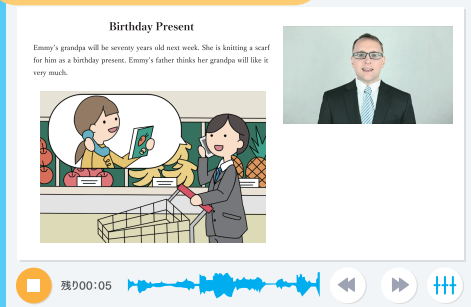 Birthday Present
Emmy's grandpa will be seventy years old next week. She is knitting a scarf
for him as a birthday present. Emmy's father thinks her grandpa will like it
very much.
残り00:05